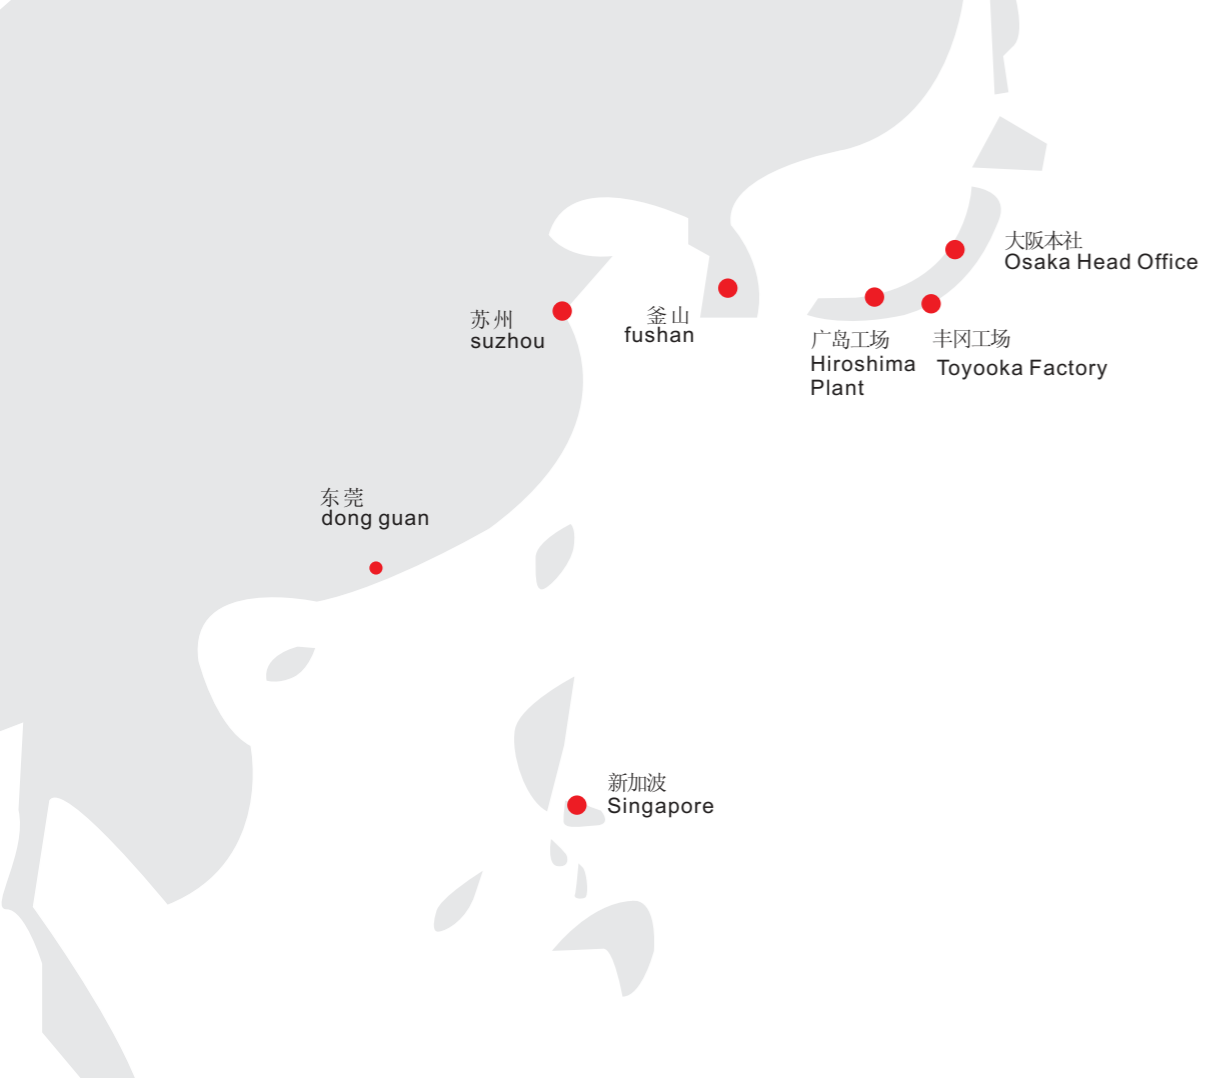 大阪本社
Osaka Head Office
苏州
suzhou
釜山
fushan
广岛工场
Hiroshima
Plant
丰冈工场
Toyooka Factory
东莞
dong guan
新加波
Singapore